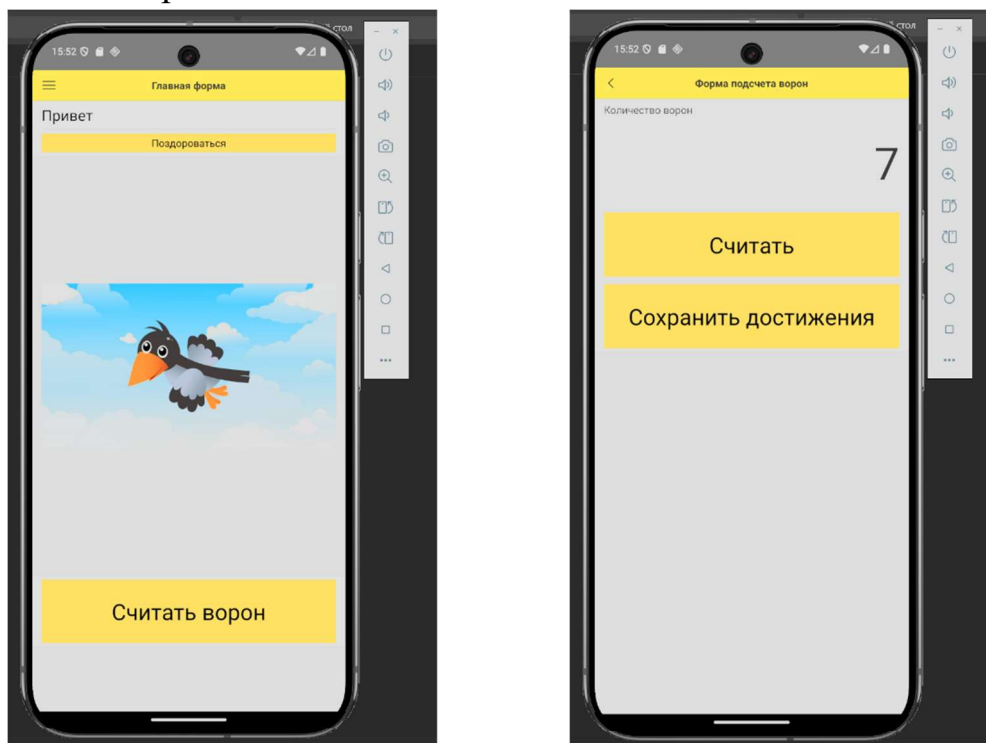 стол
15:52
Главная форма
Привет
Поздороваться
Считать ворон
стол
15:52
Форма подсчета ворон
Количество ворон
7
Считать
Сохранить достижения